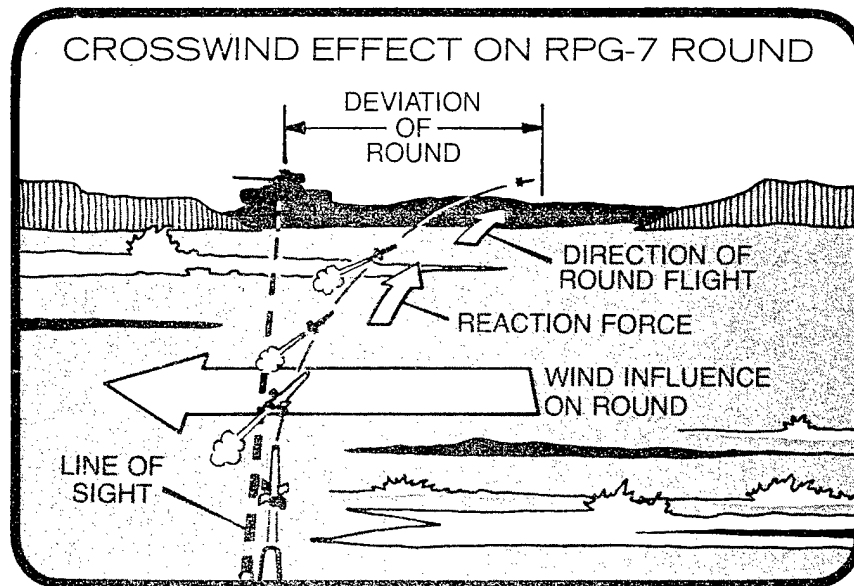 CROSSWIND EFFECT ON RPG-7 ROUND
DEVIATION
OF
ROUND
DIRECTION OF
ROUND FLIGHT
REACTION FORCE
WIND INFLUENCE
ON ROUND
LINE OF
SIGHT